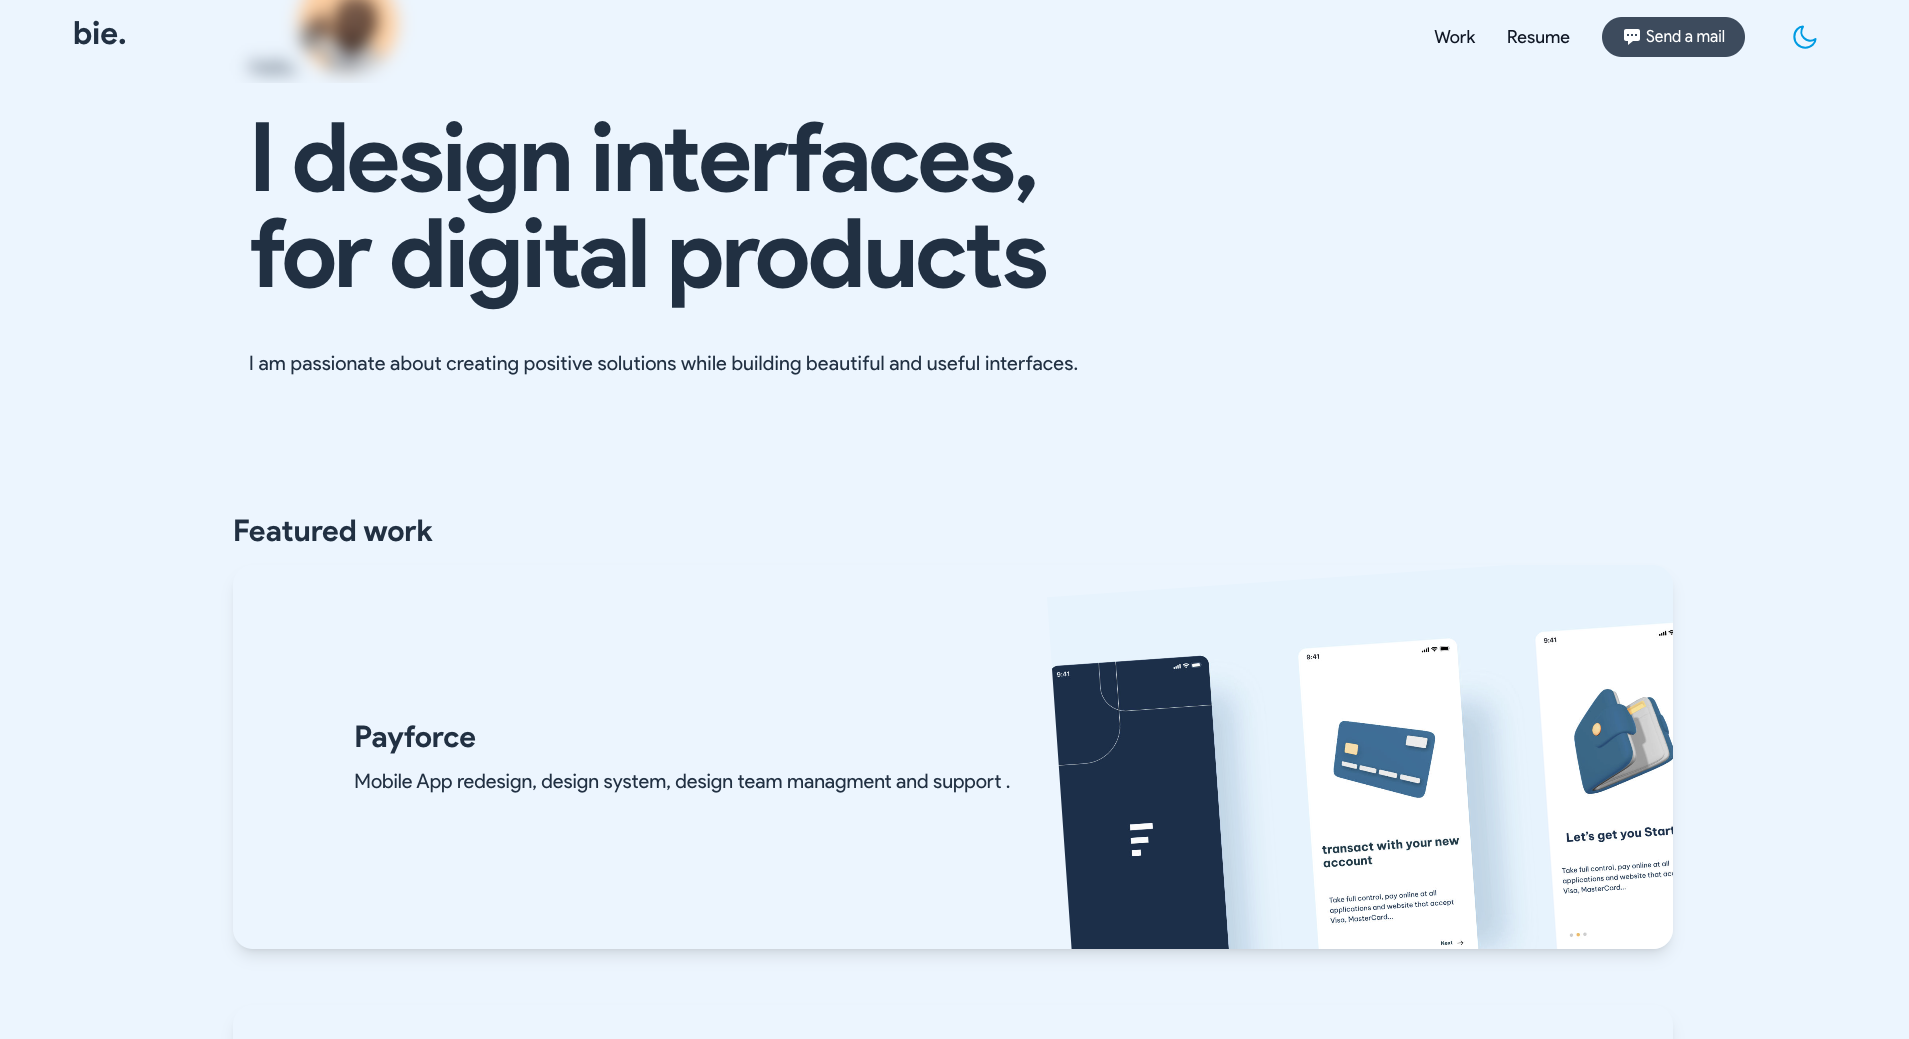 bie.
Work
Resume
Send a mail
I design interfaces,
for digital products
I am passionate about creating positive solutions while building beautiful and useful interfaces.
Featured work
Payforce
Mobile App redesign, design system, design team managment and support .
9:41
9:41
transact with your new
account
Take full control, pay online at all
applications and website that accept
Visa, MasterCard...
Next
9:41
Let's get you Start
Take full control, pay online at all
applications and website that acc
Visa, MasterCard...